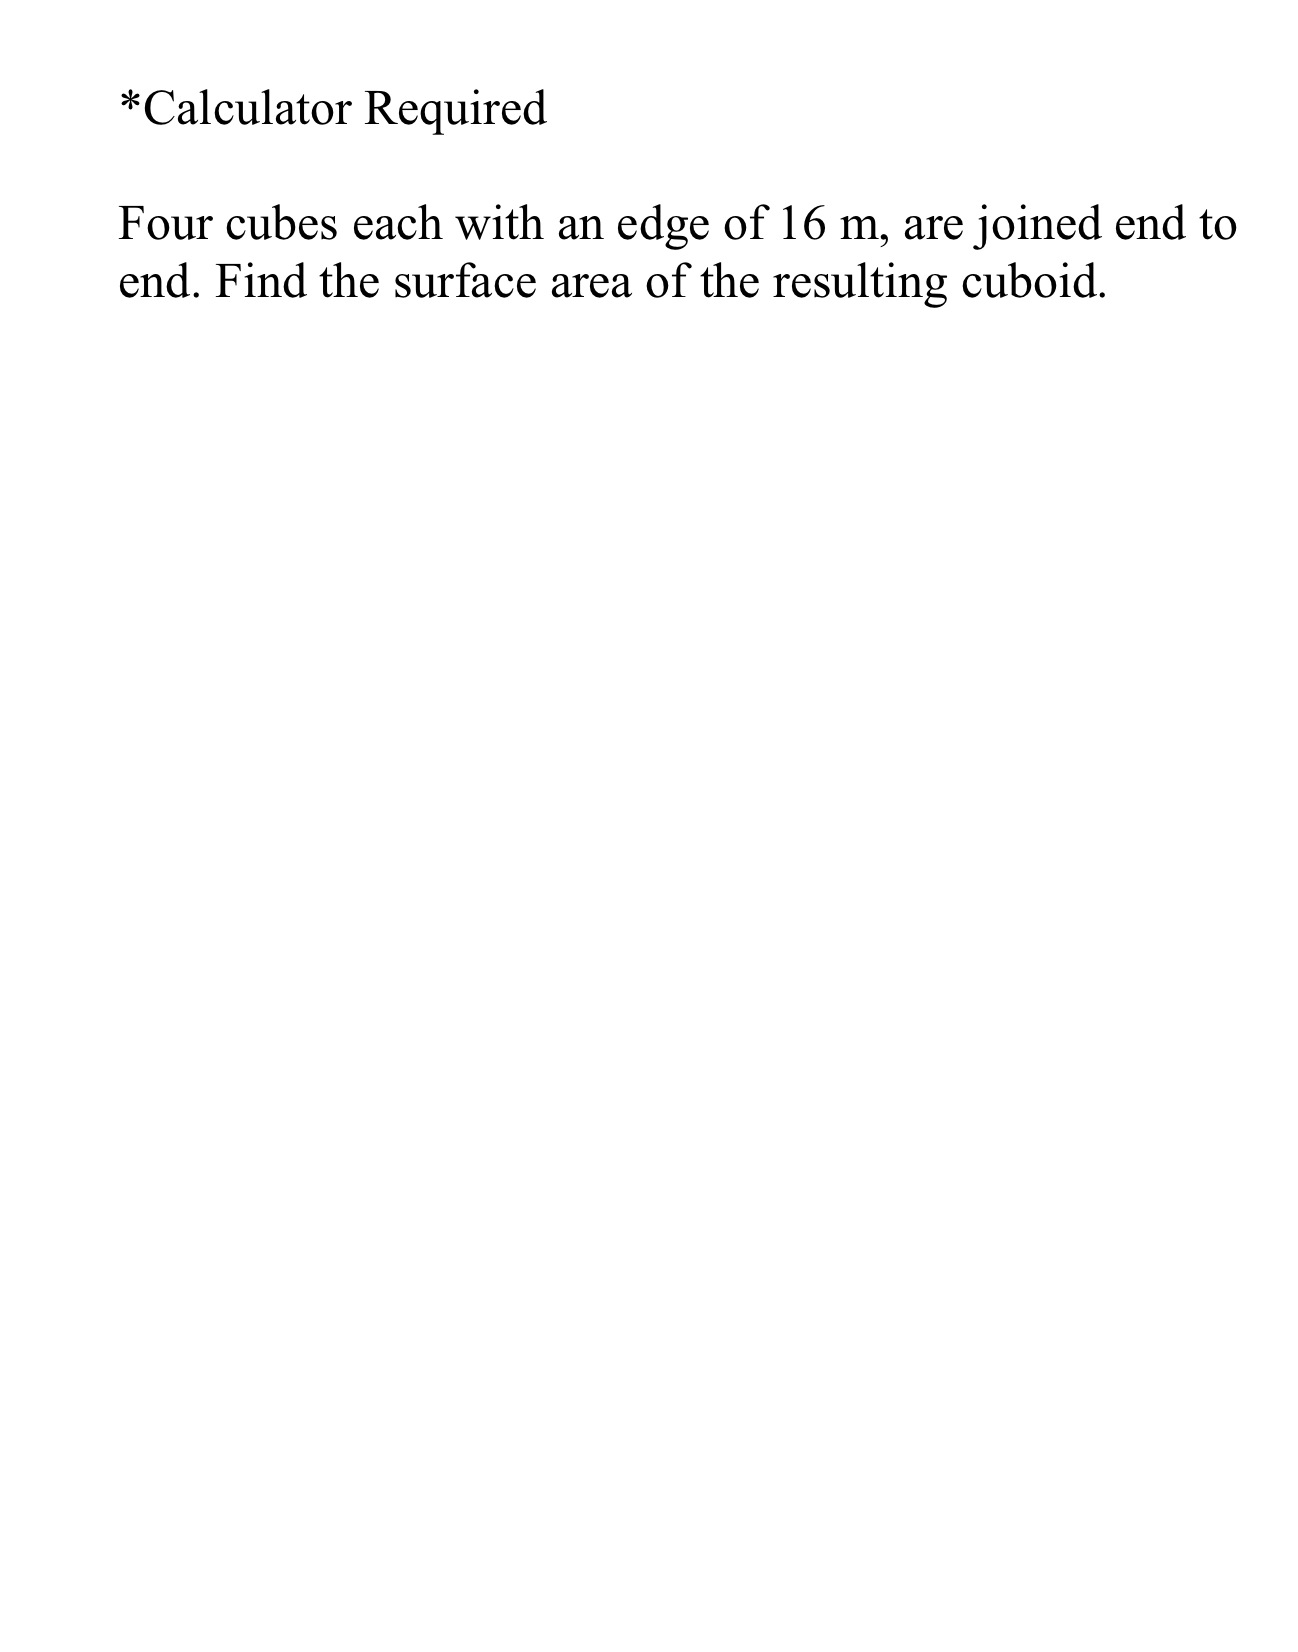 *Calculator Required
Four cubes each with an edge of 16 m, are joined end to
end. Find the surface area of the resulting cuboid.